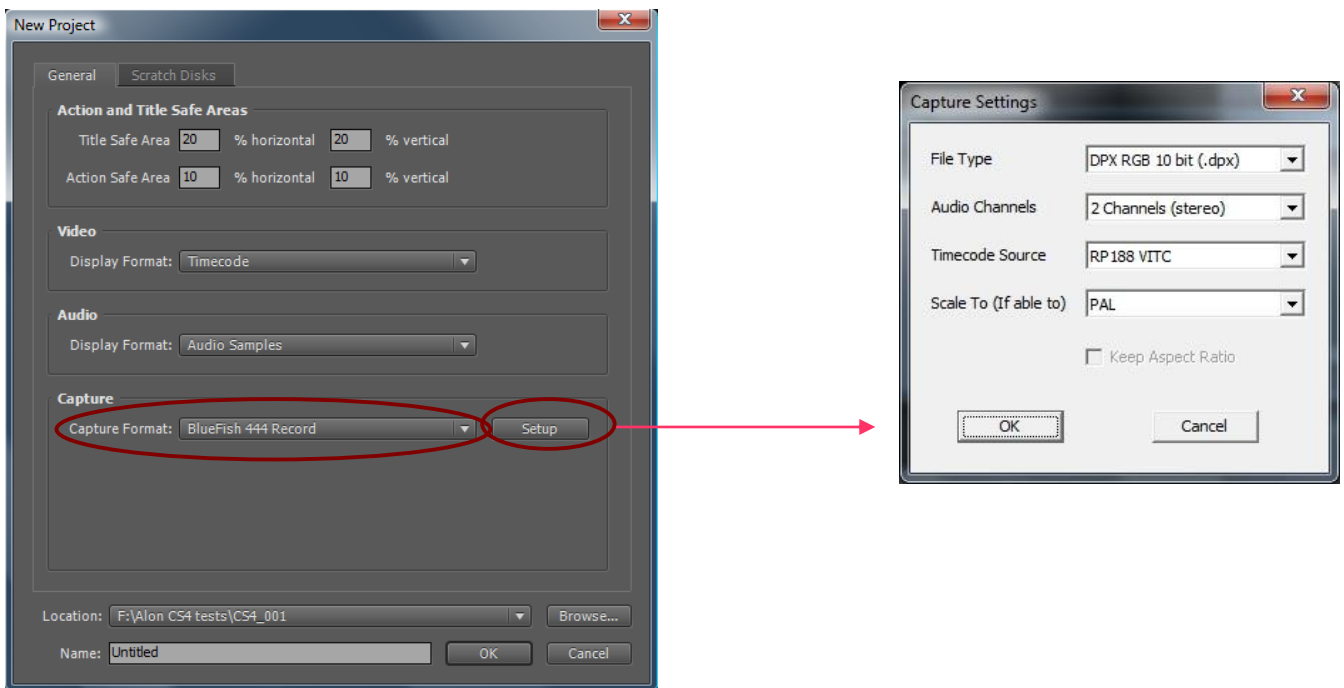 New Project
General Scratch Disks
Action and Title Safe Areas
Title Safe Area 20 % horizontal 20 % vertical
Action Safe Area 10 % horizontal 10 % vertical
Video
Display Format: Timecode
Audio
Display Format: Audio Samples
Capture
Capture Format: BlueFish 444 Record Setup
Location: F:\Alon CS4 tests\CS4_001 Browse...
Name: Untitled OK Cancel
Capture Settings
File Type DPX RGB 10 bit (.dpx)
Audio Channels 2 Channels (stereo)
Timecode Source RP188 VITC
Scale To (If able to) PAL
Keep Aspect Ratio
OK Cancel